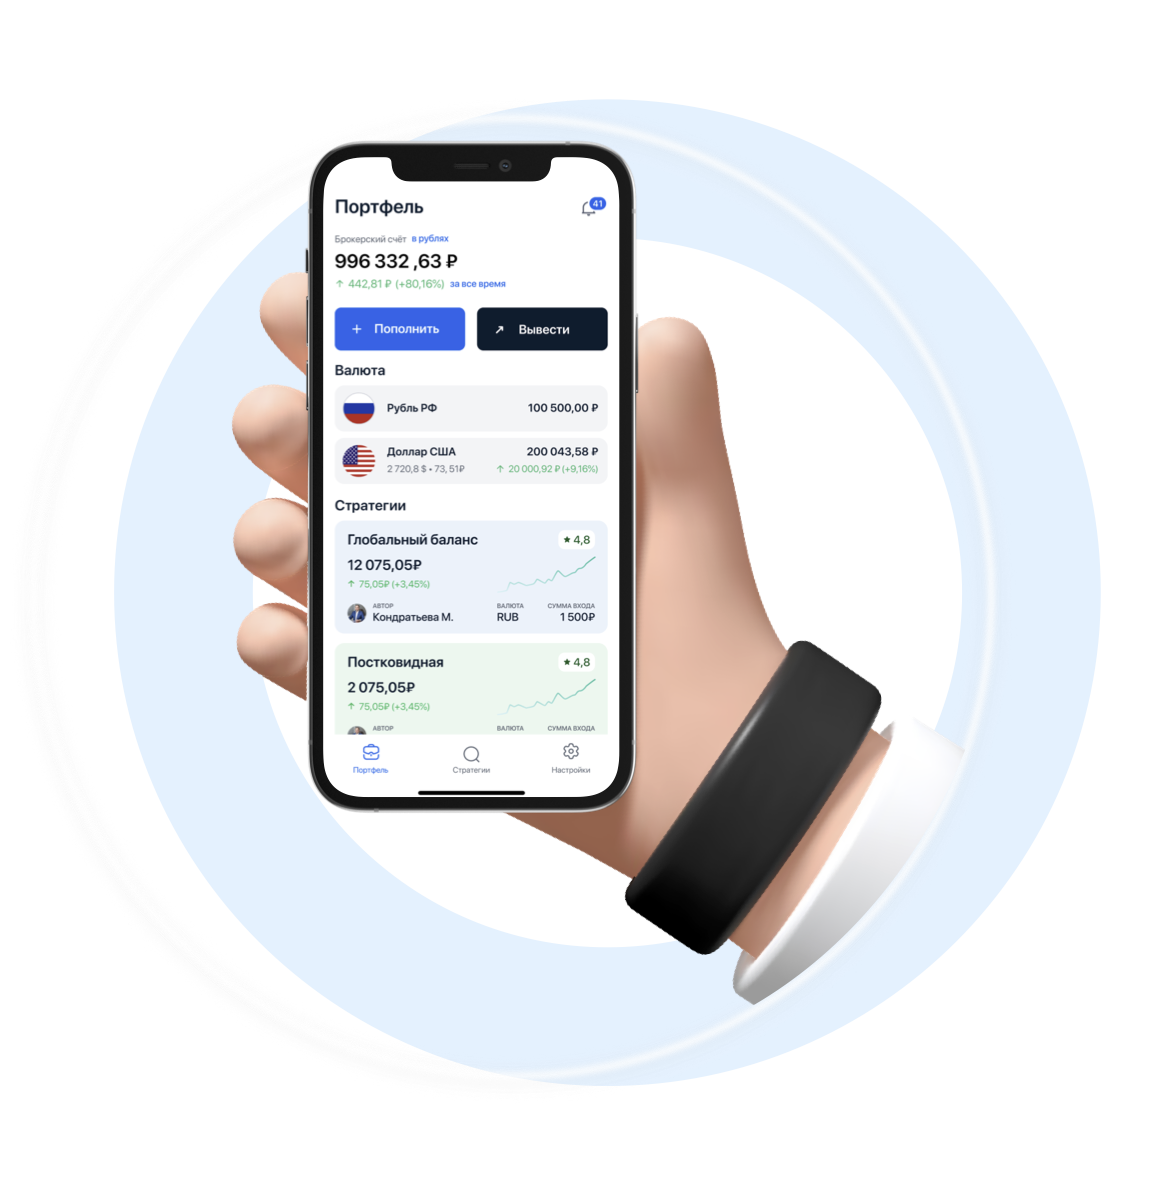 Портфель
41
Брокерский счёт в рублях
996 332 ,63 ₽
↑ 442,81 ₽ (+80,16%) за все время
+ Пополнить
↗ Вывести
Валюта
Рубль РФ 100 500,00 ₽
Доллар США 200 043,58 ₽
2 720,8 $ • 73, 51₽ ↑ 20 000,92 ₽ (+9,16%)
Стратегии
Глобальный баланс ★ 4,8
12 075,05₽
↑ 75,05₽ (+3,45%)
АВТОР ВАЛЮТА СУММА ВХОДА
Кондратьева М. RUB 1 500₽
Постковидная ★ 4,8
2 075,05₽
↑ 75,05₽ (+3,45%)
АВТОР ВАЛЮТА СУММА ВХОДА
Портфель Стратегии Настройки